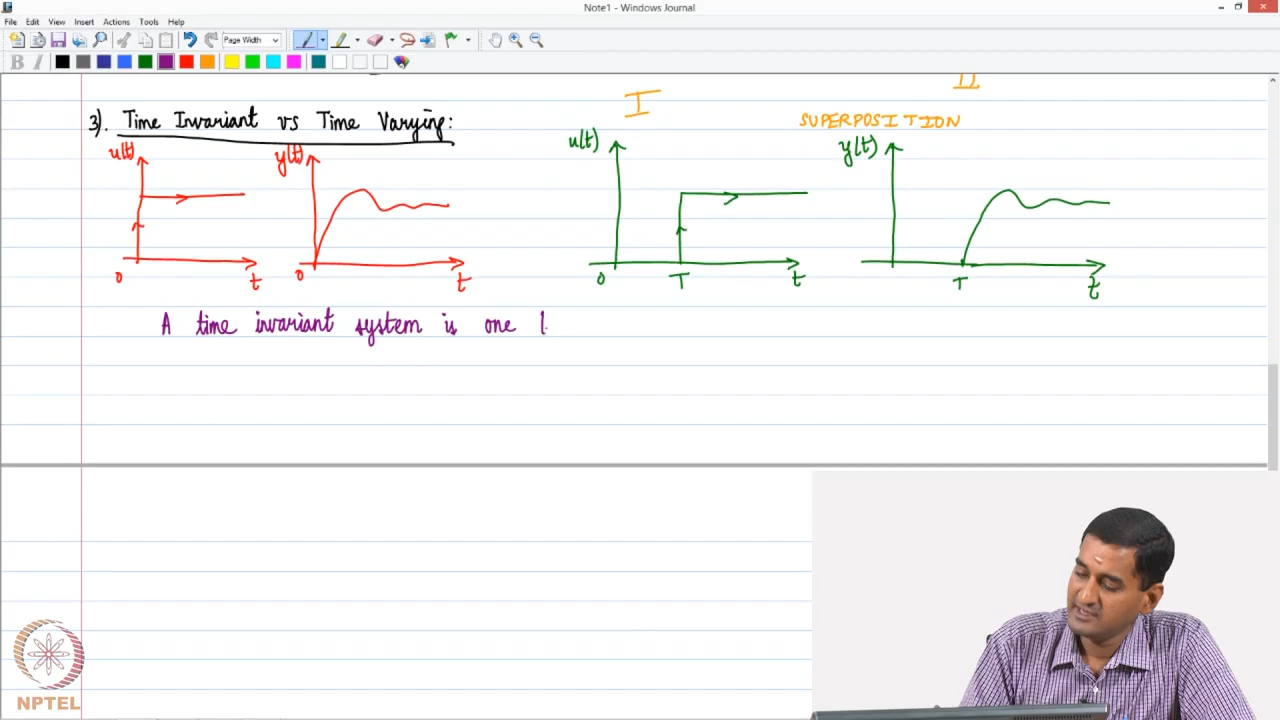 Note1 - Windows Journal
File Edit View Insert Actions Tools Help
Page Width
B I
I II
SUPERPOSITION
3). Time Invariant vs Time Varying:
u(t) y(t) u(t) y(t)
0 t 0 t 0 T t T t
A time invariant system is one
NPTEL